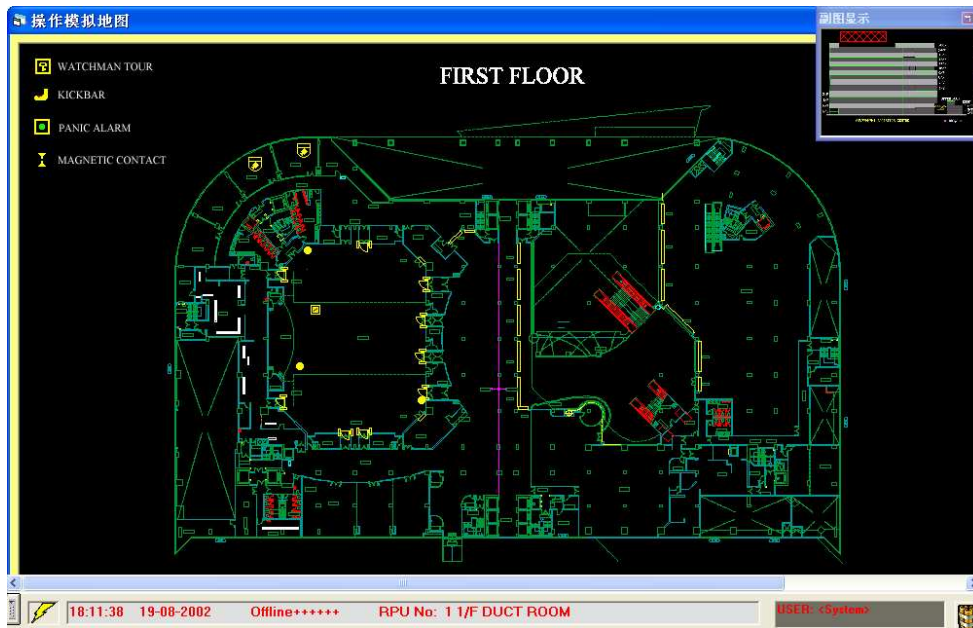 操作模拟地图
副图显示
WATCHMAN TOUR
FIRST FLOOR
KICKBAR
PANIC ALARM
MAGNETIC CONTACT
18:11:38 19-08-2002 Offline++++++ RPU No: 1 1/F DUCT ROOM
USER: <System>